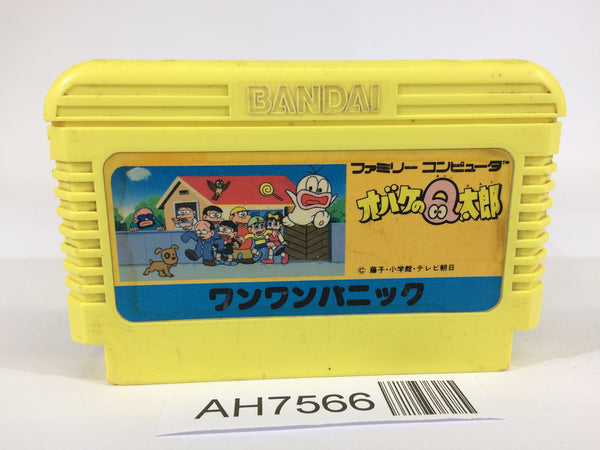 BANDAI
ファミリー コンピュータ™
オバケのQ太郎
© 藤子・小学館・テレビ朝日
ワンワンパニック
AH7566